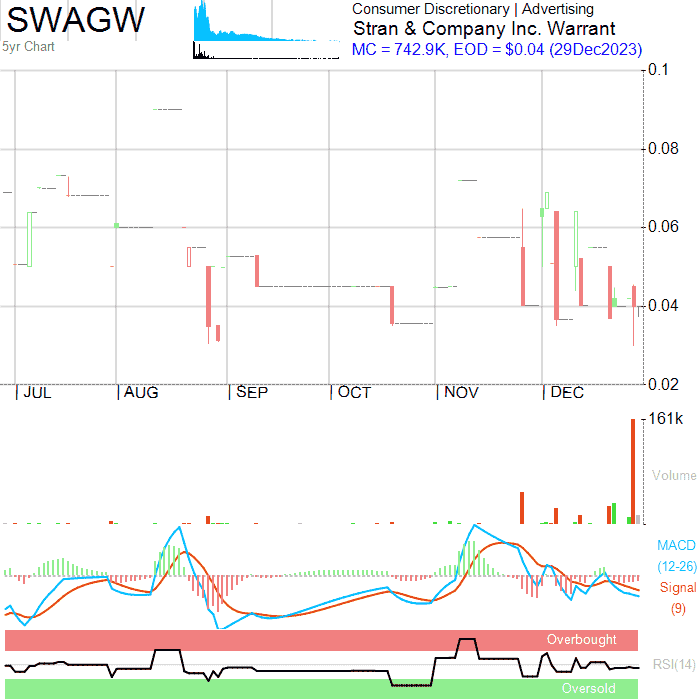 SWAGW
5yr Chart
Consumer Discretionary | Advertising
Stran & Company Inc. Warrant
MC = 742.9K, EOD = $0.04 (29Dec2023)
0.1
0.08
0.06
0.04
0.02
JUL AUG SEP OCT NOV DEC
161k
Volume
MACD
(12-26)
Signal
(9)
Overbought
RSI(14)
Oversold